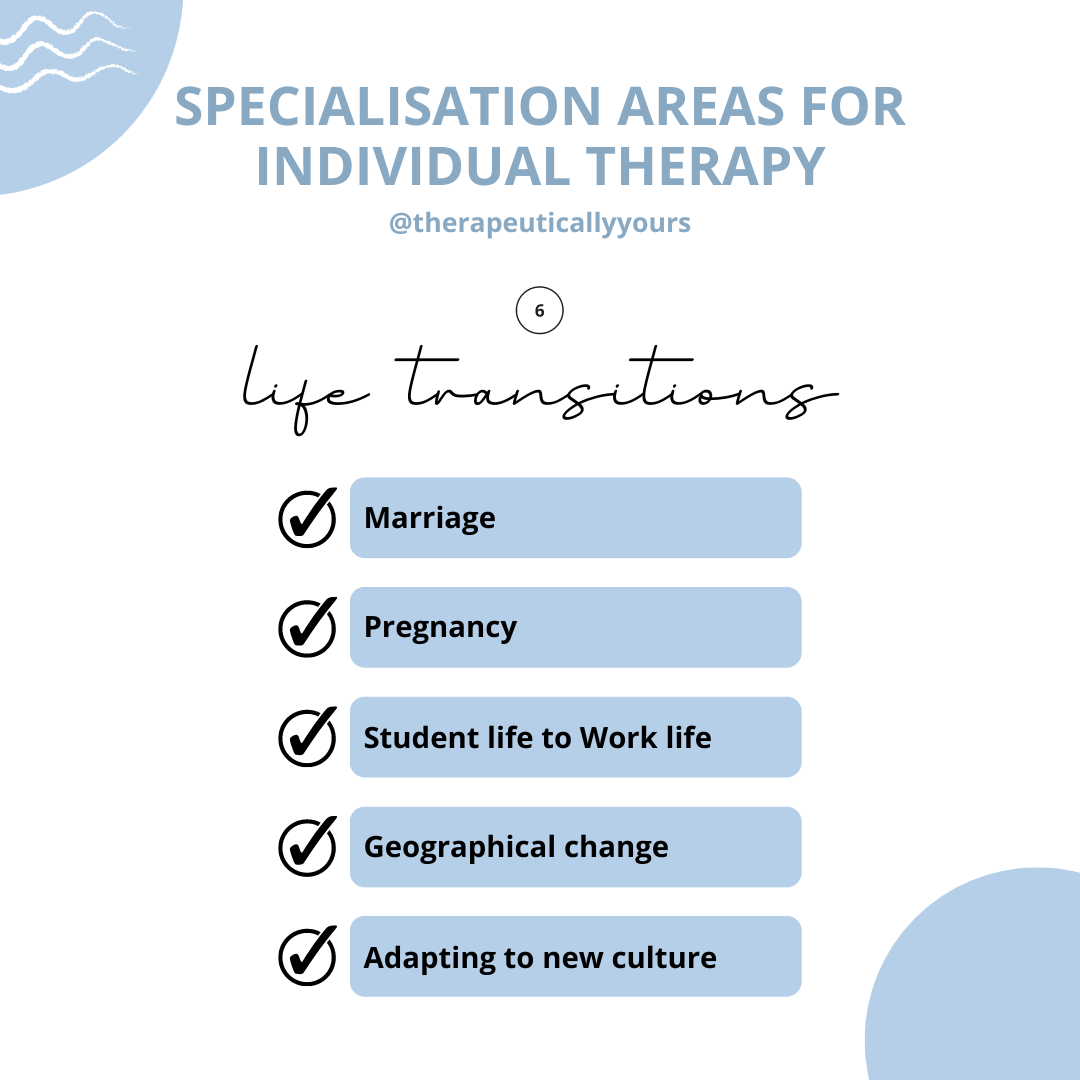 SPECIALISATION AREAS FOR
INDIVIDUAL THERAPY
@therapeuticallyyours
6
life transitions
Marriage
Pregnancy
Student life to Work life
Geographical change
Adapting to new culture